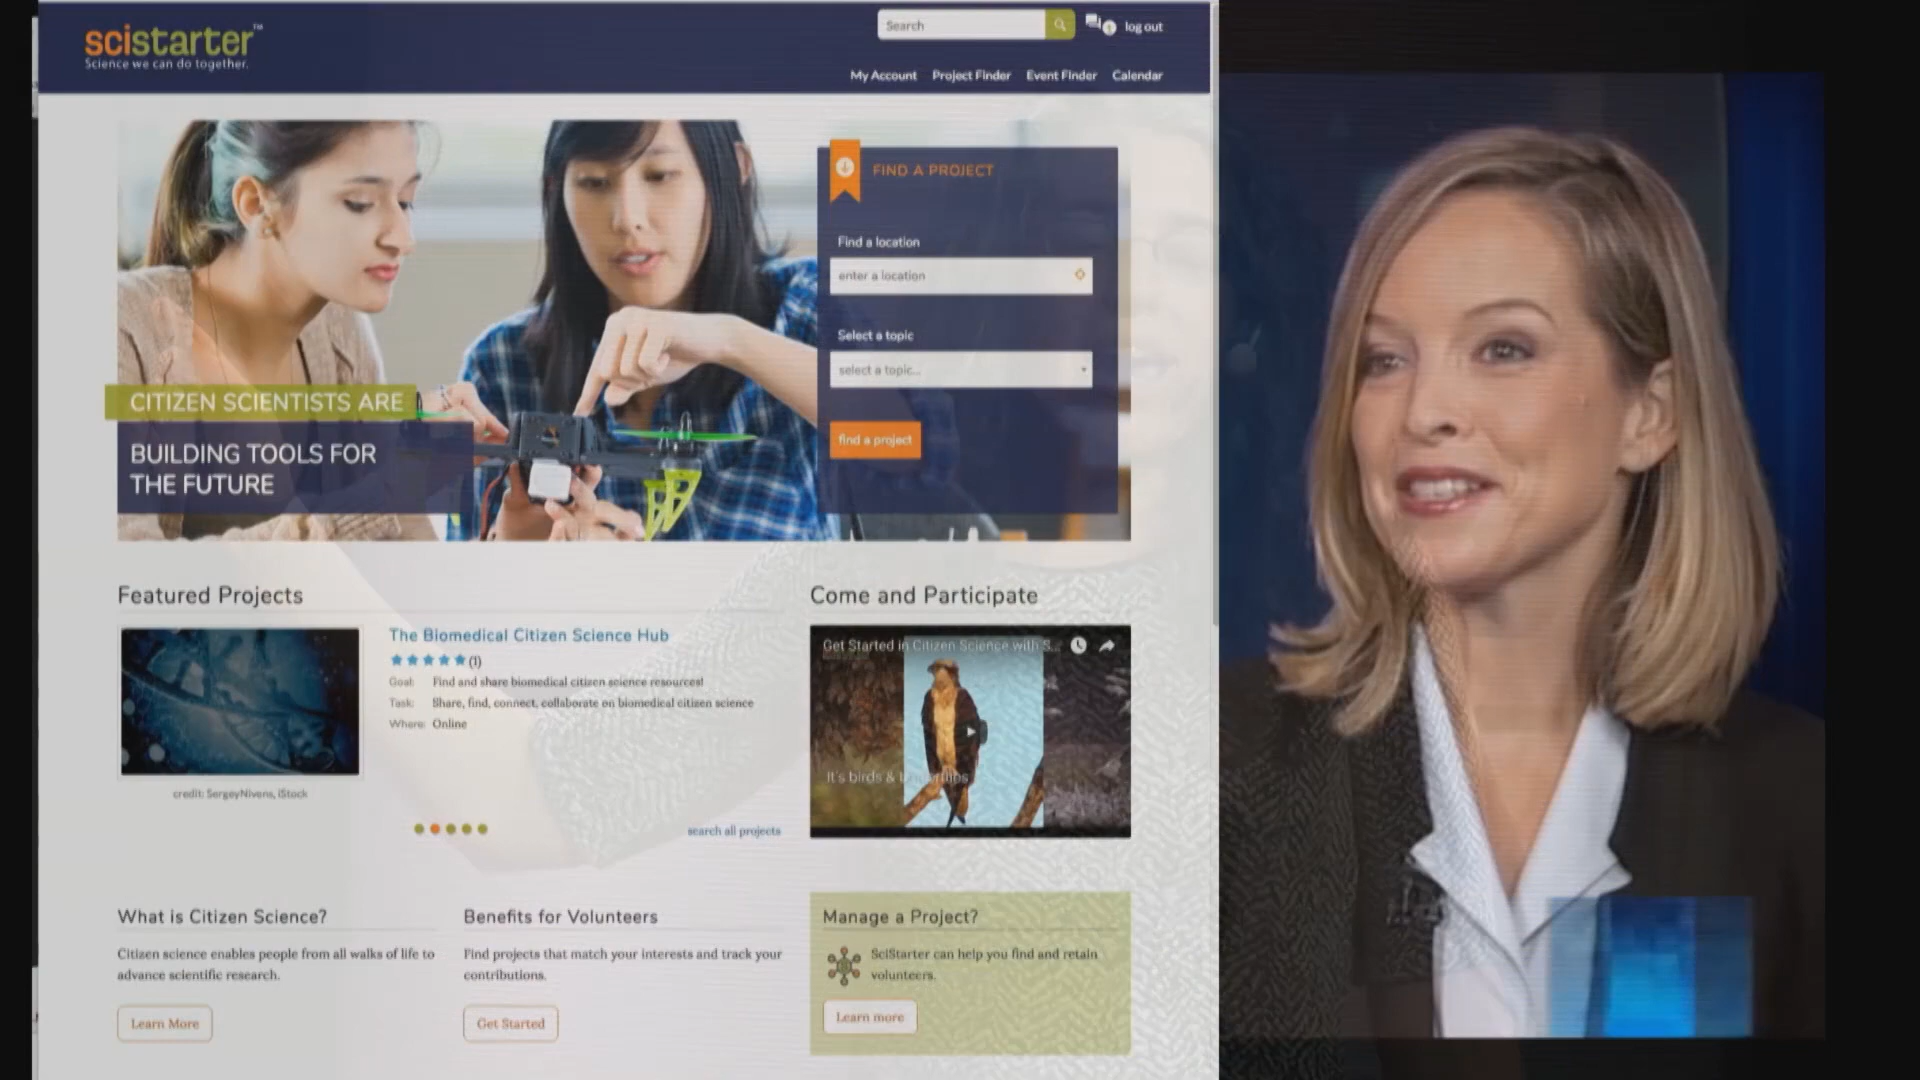 scistarter™
Science we can do together.
Search
log out
My Account Project Finder Event Finder Calendar
FIND A PROJECT
Find a location
enter a location
Select a topic
select a topic...
find a project
CITIZEN SCIENTISTS ARE
BUILDING TOOLS FOR
THE FUTURE
Featured Projects
The Biomedical Citizen Science Hub
(1)
Goal: Find and share biomedical citizen science resources!
Task: Share, find, connect, collaborate on biomedical citizen science
Where: Online
credit: SergeyNivens, iStock
search all projects
Come and Participate
Get Started in Citizen Science with S...
It's birds &
What is Citizen Science?
Citizen science enables people from all walks of life to
advance scientific research.
Learn More
Benefits for Volunteers
Find projects that match your interests and track your
contributions.
Get Started
Manage a Project?
SciStarter can help you find and retain
volunteers.
Learn more